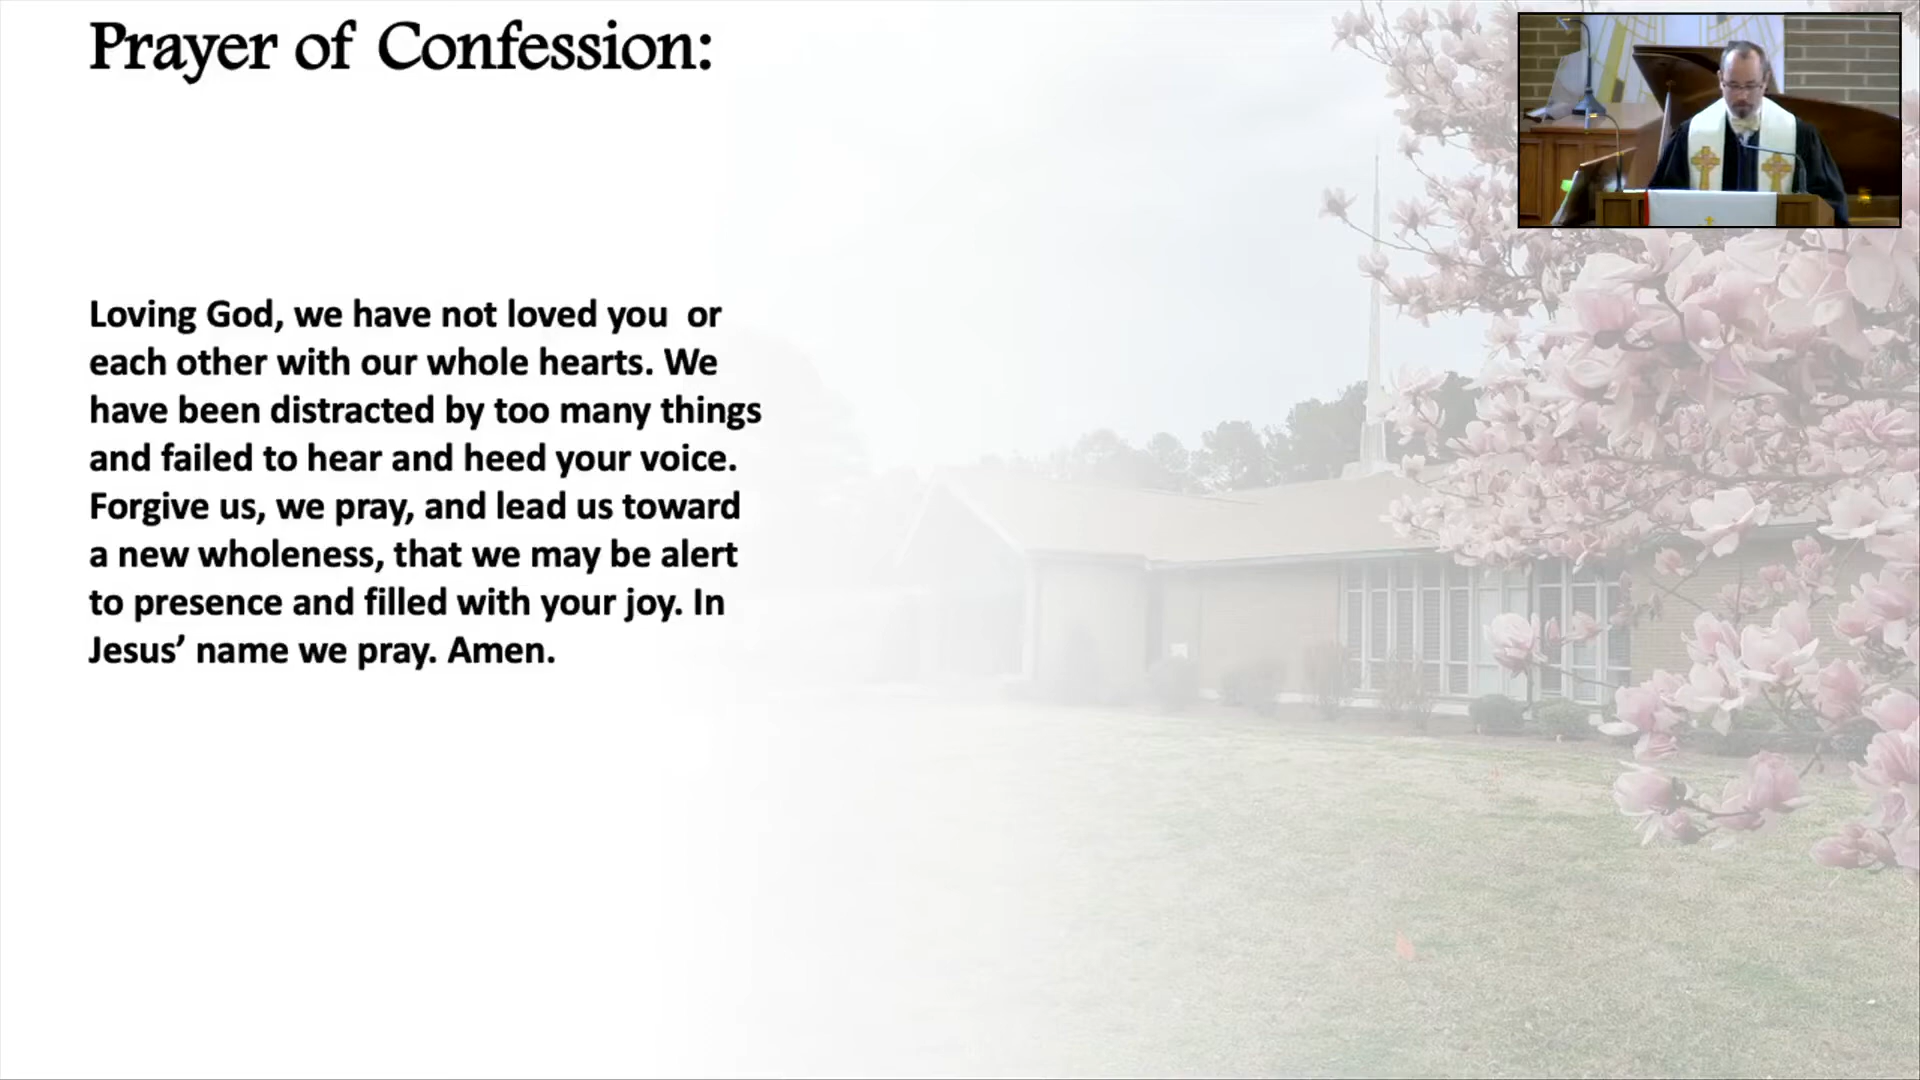 Prayer of Confession:
Loving God, we have not loved you  or
each other with our whole hearts. We
have been distracted by too many things
and failed to hear and heed your voice.
Forgive us, we pray, and lead us toward
a new wholeness, that we may be alert
to presence and filled with your joy. In
Jesus’ name we pray. Amen.